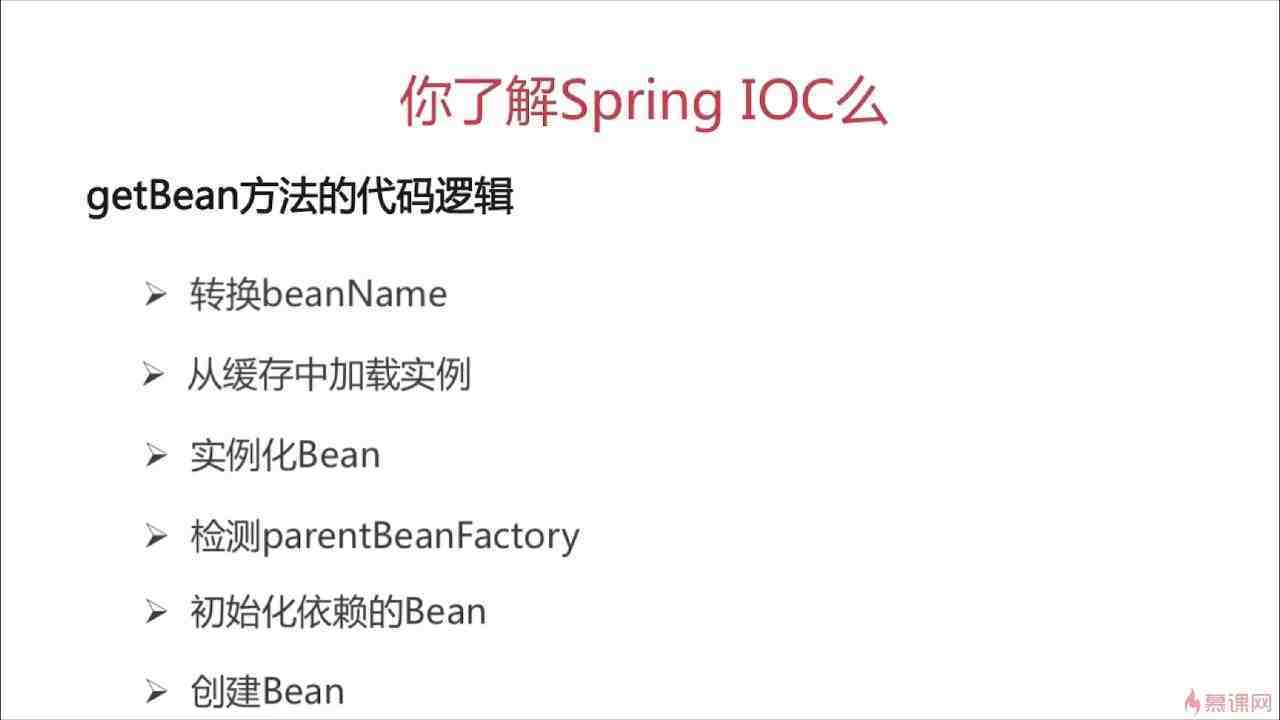 你了解Spring IOC么
getBean方法的代码逻辑
转换beanName
从缓存中加载实例
实例化Bean
检测parentBeanFactory
初始化依赖的Bean
创建Bean
慕课网